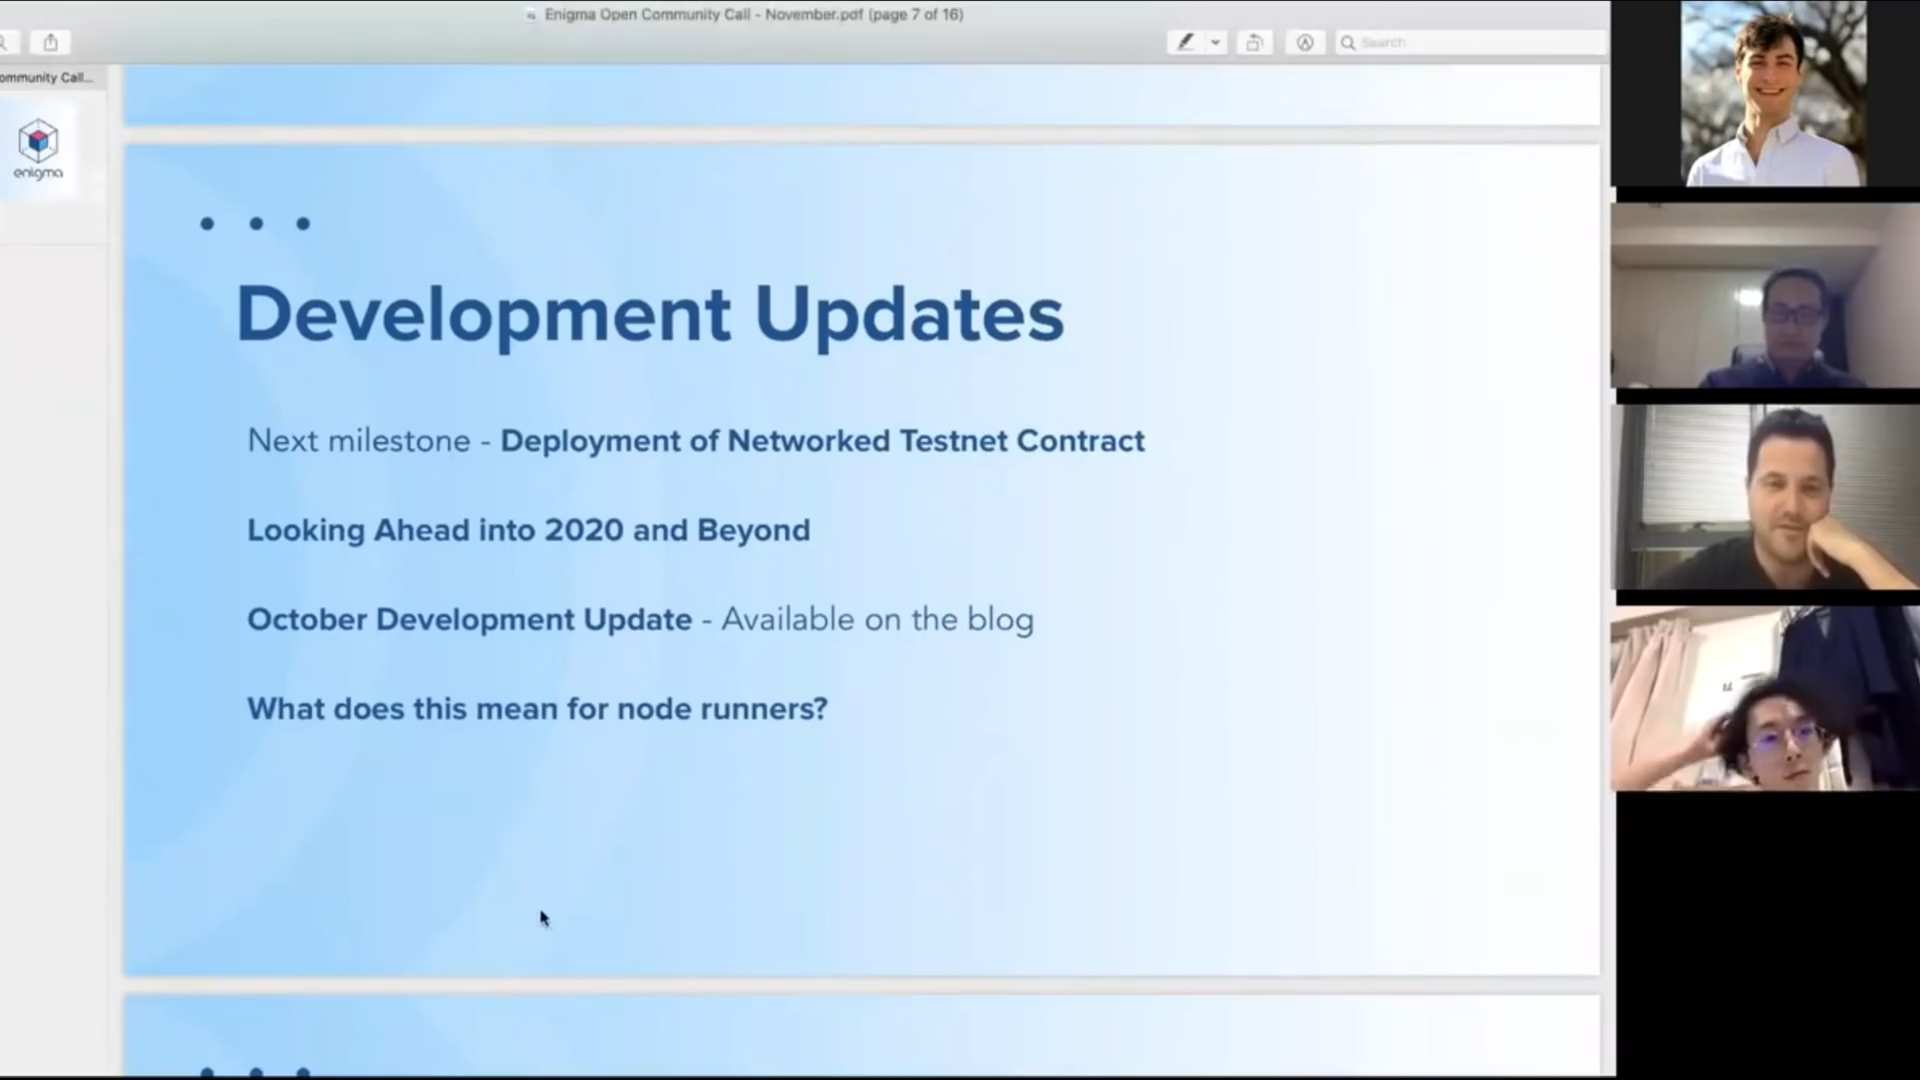 Enigma Open Community Call - November.pdf (page 7 of 16)
Search
ommunity Call...
enigma
Development Updates
Next milestone - Deployment of Networked Testnet Contract
Looking Ahead into 2020 and Beyond
October Development Update - Available on the blog
What does this mean for node runners?